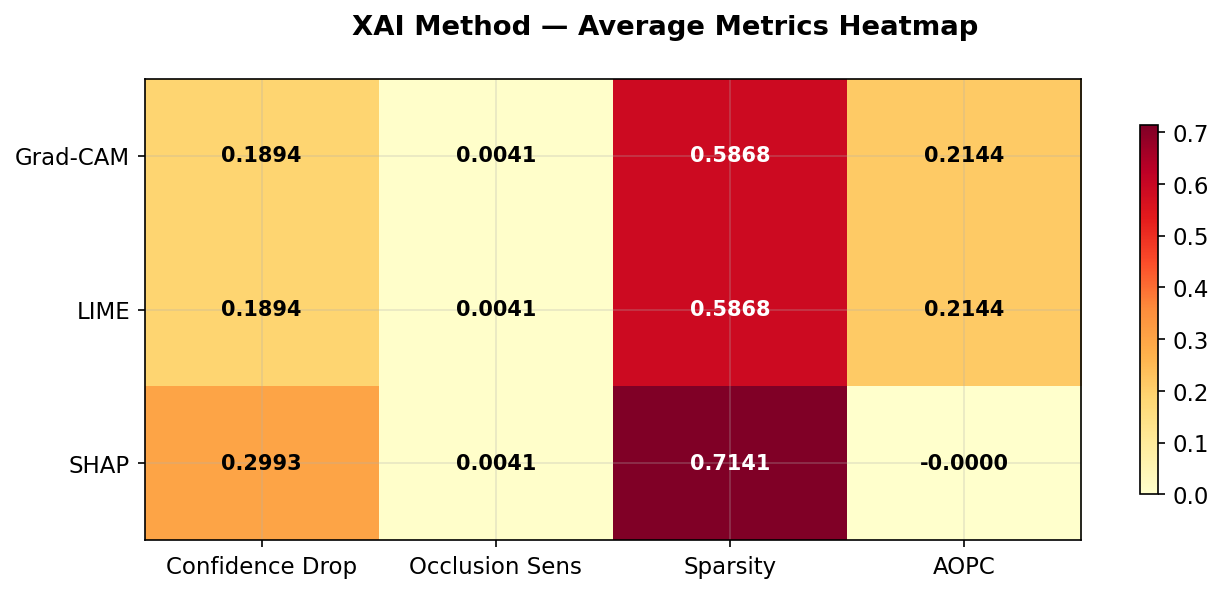 XAI Method — Average Metrics Heatmap
Grad-CAM 0.1894 0.0041 0.5868 0.2144
LIME 0.1894 0.0041 0.5868 0.2144
SHAP 0.2993 0.0041 0.7141 -0.0000
Confidence Drop Occlusion Sens Sparsity AOPC
0.7
0.6
0.5
0.4
0.3
0.2
0.1
0.0